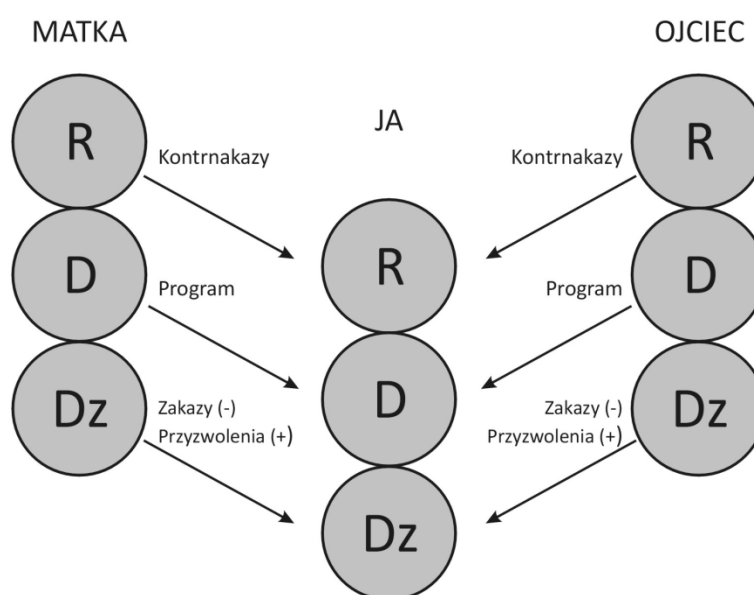 MATKA
OJCIEC
JA
R
R
Kontrnakazy
Kontrnakazy
R
D
D
Program
Program
D
Dz
Dz
Zakazy (-)
Przyzwolenia (+)
Zakazy (-)
Przyzwolenia (+)
Dz